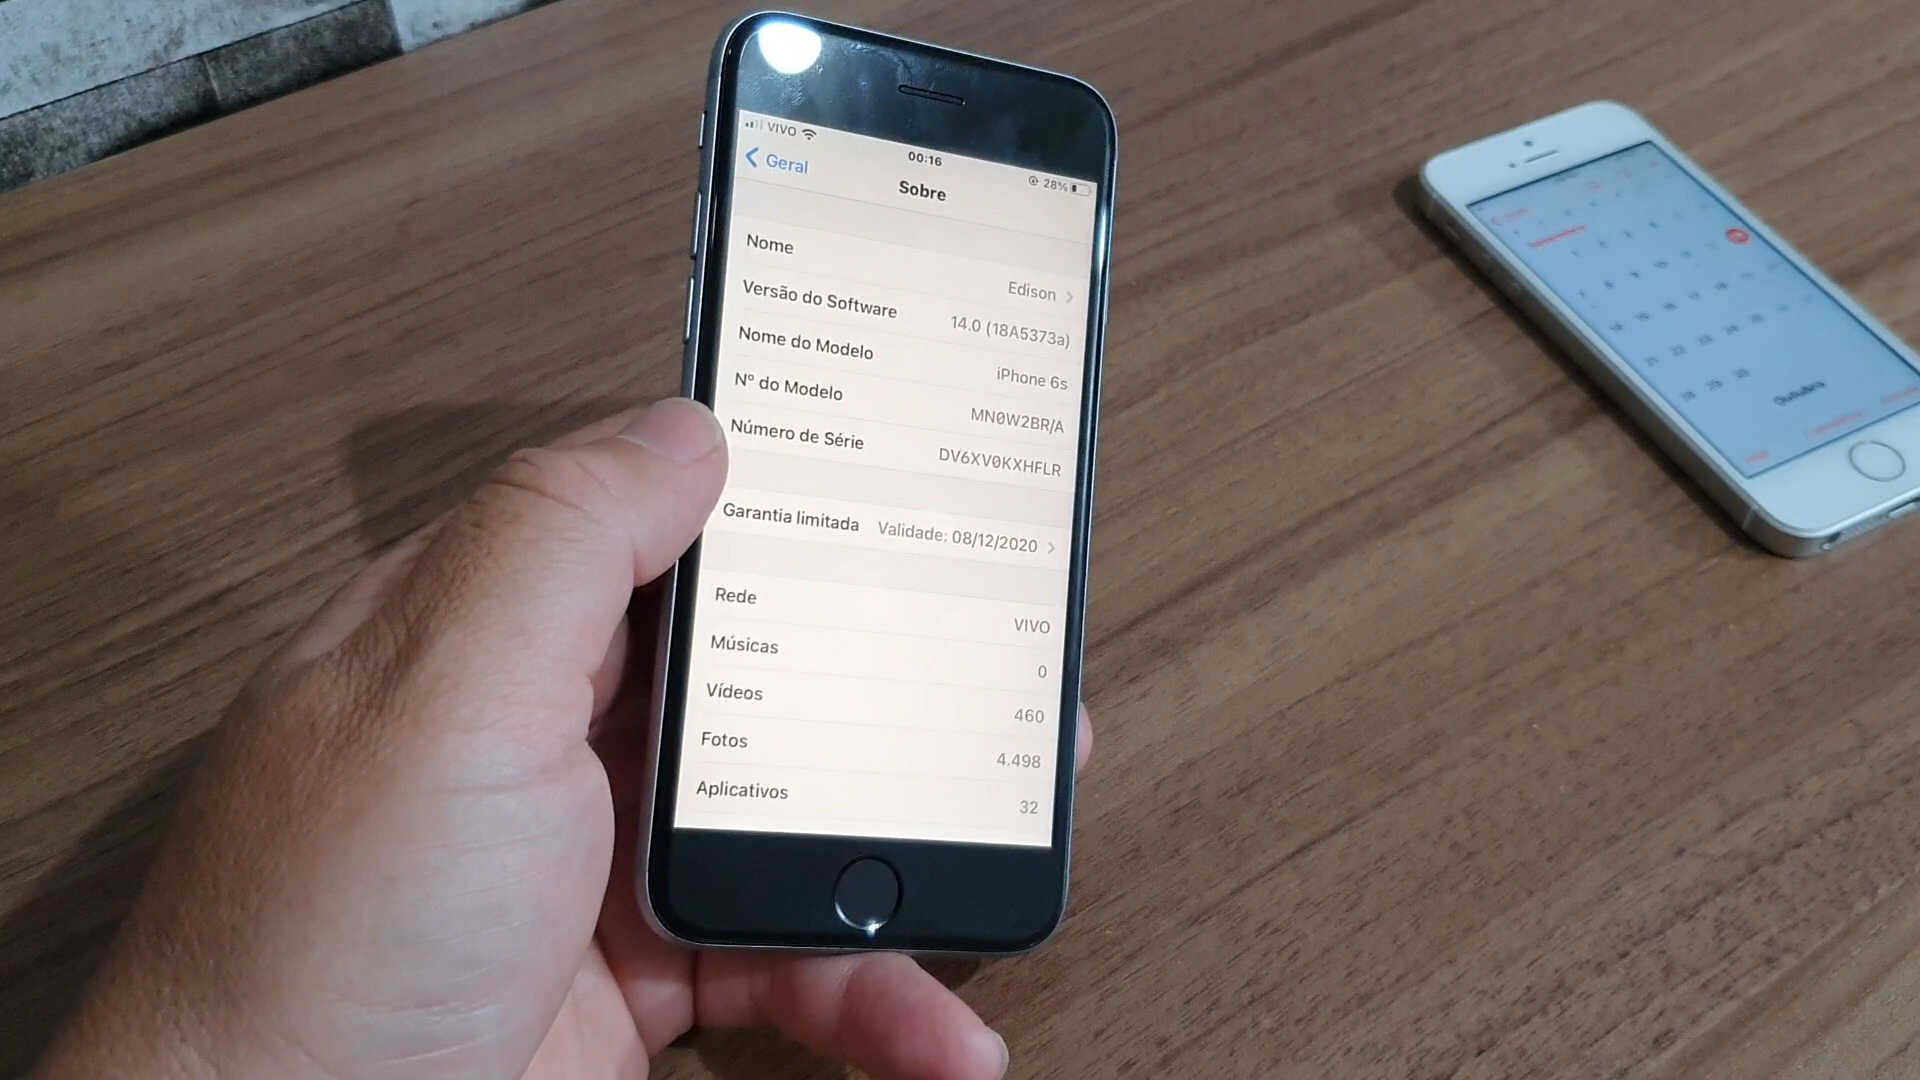 VIVO
00:16
28%
Geral
Sobre
Nome
Edison
Versão do Software
14.0 (18A5373a)
Nome do Modelo
iPhone 6s
Nº do Modelo
MN0W2BR/A
Número de Série
DV6XV0KXHFLR
Garantia limitada
Validade: 08/12/2020
Rede
VIVO
Músicas
0
Vídeos
460
Fotos
4.498
Aplicativos
32